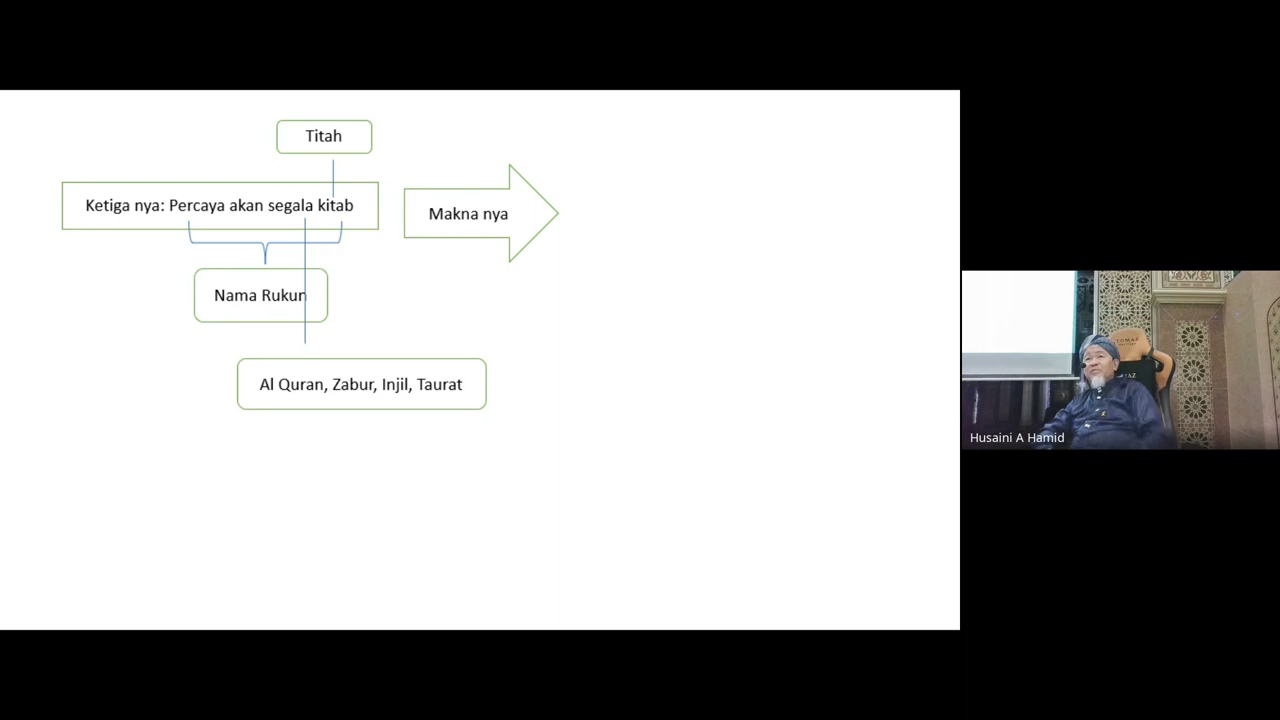 Titah
Ketiga nya: Percaya akan segala kitab
Makna nya
Nama Rukun
Al Quran, Zabur, Injil, Taurat
Husaini A Hamid